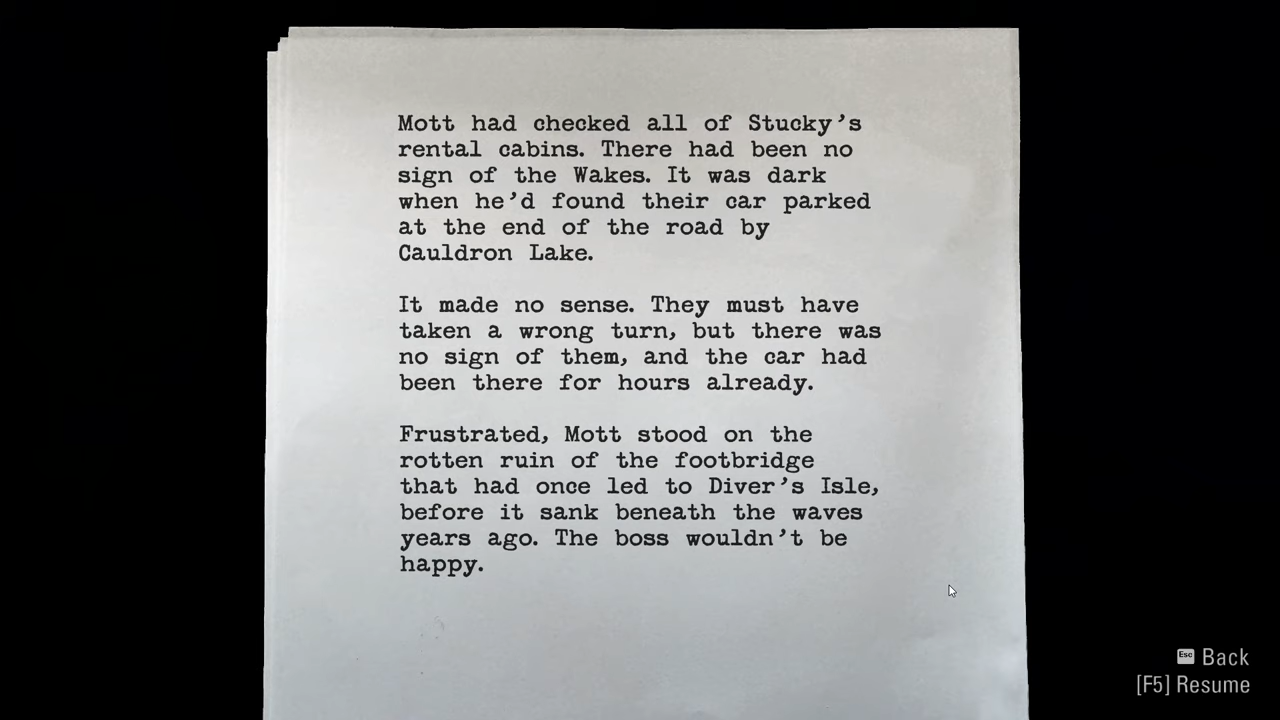 Mott had checked all of Stucky’s
rental cabins. There had been no
sign of the Wakes. It was dark
when he’d found their car parked
at the end of the road by
Cauldron Lake.
It made no sense. They must have
taken a wrong turn, but there was
no sign of them, and the car had
been there for hours already.
Frustrated, Mott stood on the
rotten ruin of the footbridge
that had once led to Diver’s Isle,
before it sank beneath the waves
years ago. The boss wouldn’t be
happy.
Esc Back
[F5] Resume